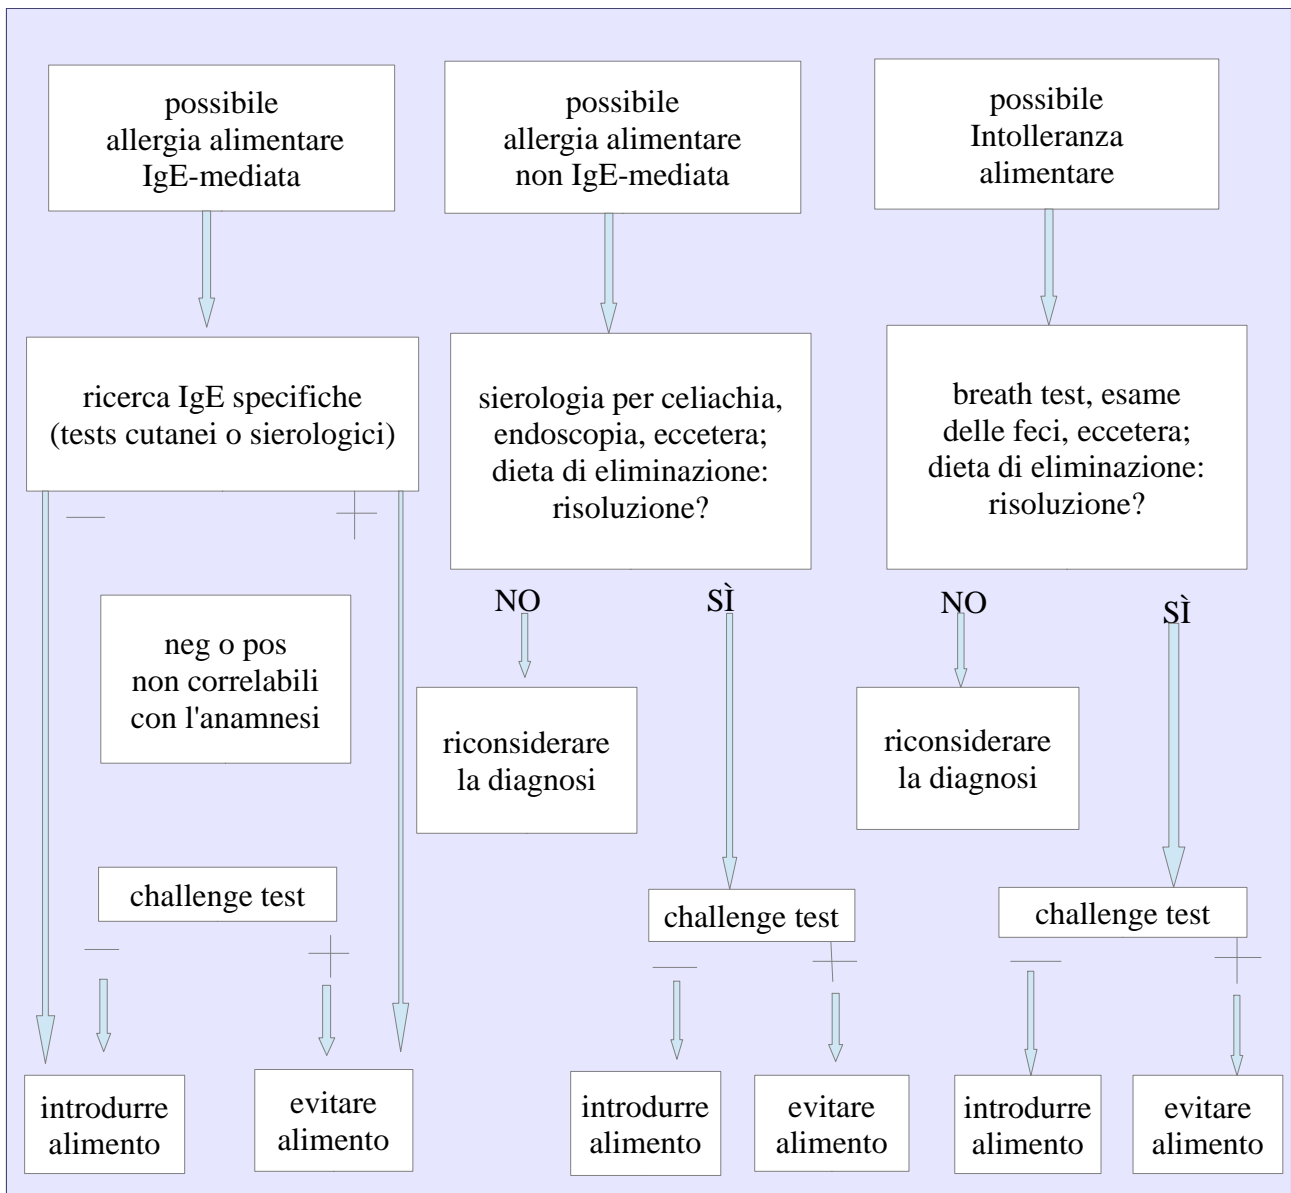 possibile
allergia alimentare
IgE-mediata
ricerca IgE specifiche
(tests cutanei o sierologici)
neg o pos
non correlabili
con l'anamnesi
challenge test
introdurre
alimento
evitare
alimento
possibile
allergia alimentare
non IgE-mediata
sierologia per celiachia,
endoscopia, eccetera;
dieta di eliminazione:
risoluzione?
NO
SÌ
riconsiderare
la diagnosi
challenge test
introdurre
alimento
evitare
alimento
possibile
Intolleranza
alimentare
breath test, esame
delle feci, eccetera;
dieta di eliminazione:
risoluzione?
NO
SÌ
riconsiderare
la diagnosi
challenge test
introdurre
alimento
evitare
alimento